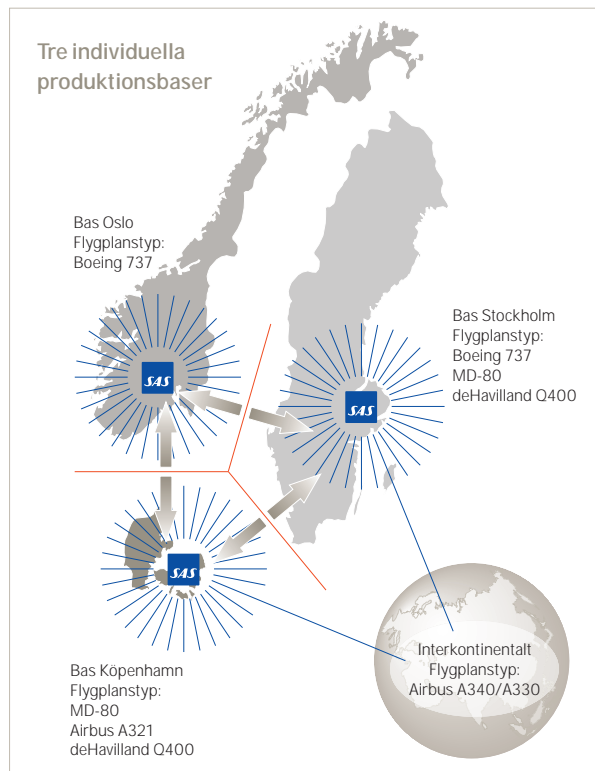 Tre individuella
produktionsbaser
Bas Oslo
Flygplanstyp:
Boeing 737
SAS
Bas Stockholm
Flygplanstyp:
Boeing 737
MD-80
deHavilland Q400
SAS
SAS
Bas Köpenhamn
Flygplanstyp:
MD-80
Airbus A321
deHavilland Q400
Interkontinentalt
Flygplanstyp:
Airbus A340/A330